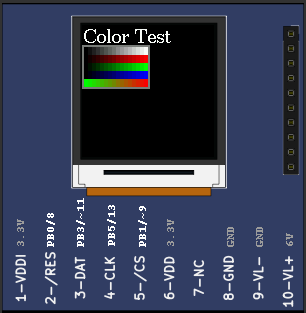 Color Test
1-VDDI 3.3V
2-/RES PB0/8
3-DAT PB3/~11
4-CLK PB5/13
5-/CS PB1/~9
6-VDD 3.3V
7-NC
8-GND GND
9-VL- GND
10-VL+ 6V